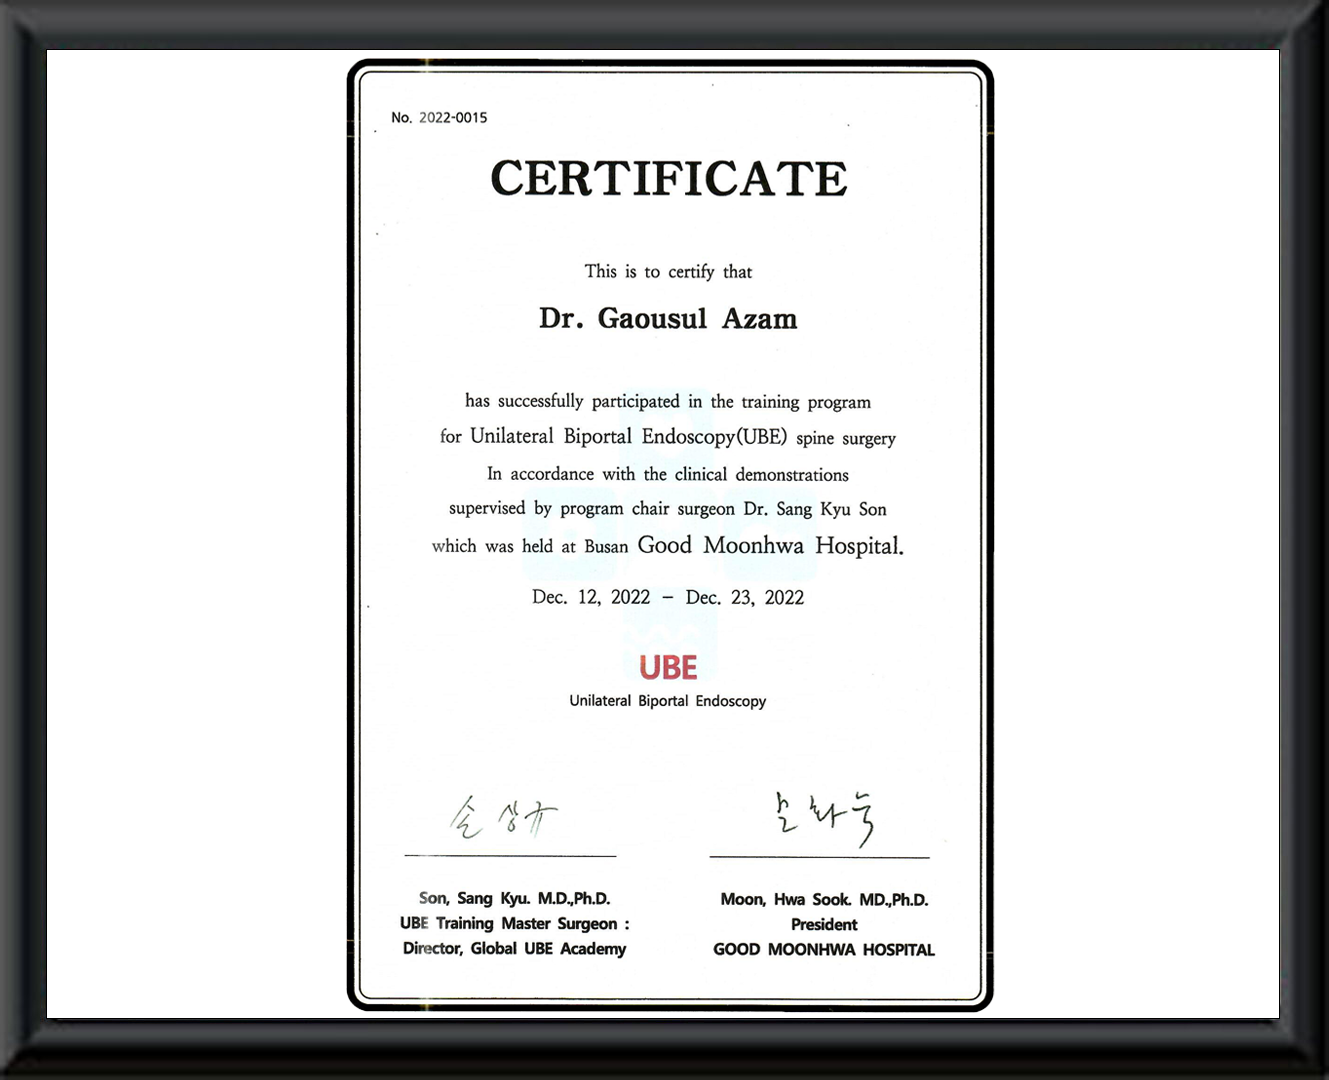 No. 2022-0015
CERTIFICATE
This is to certify that
Dr. Gaousul Azam
has successfully participated in the training program
for Unilateral Biportal Endoscopy(UBE) spine surgery
In accordance with the clinical demonstrations
supervised by program chair surgeon Dr. Sang Kyu Son
which was held at Busan Good Moonhwa Hospital.
Dec. 12, 2022 – Dec. 23, 2022
UBE
Unilateral Biportal Endoscopy
손 상규
Son, Sang Kyu. M.D.,Ph.D.
UBE Training Master Surgeon :
Director, Global UBE Academy
Moon, Hwa Sook. MD.,Ph.D.
President
GOOD MOONHWA HOSPITAL